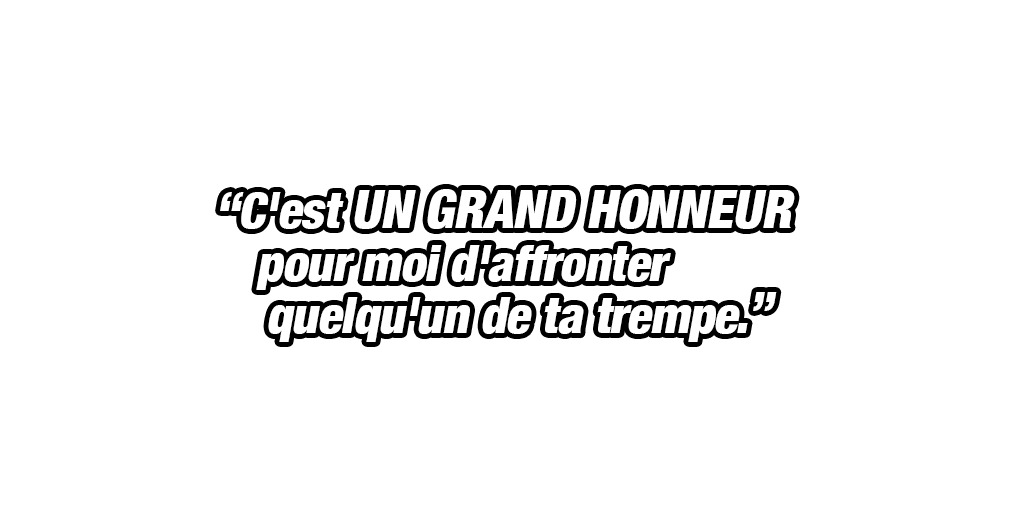 “C'est UN GRAND HONNEUR
pour moi d'affronter
quelqu'un de ta trempe.”